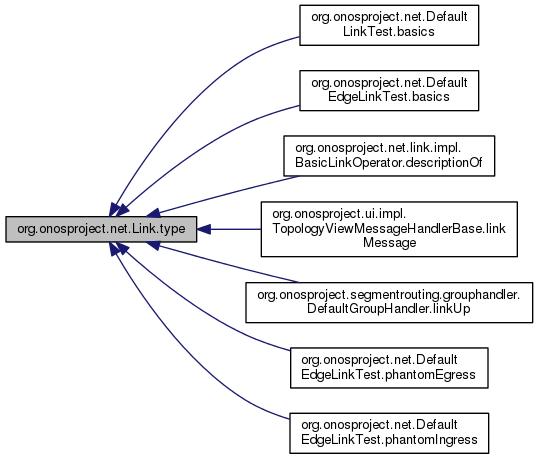 org.onosproject.net.Default
LinkTest.basics
org.onosproject.net.Default
EdgeLinkTest.basics
org.onosproject.net.link.impl.
BasicLinkOperator.descriptionOf
org.onosproject.net.Link.type
org.onosproject.ui.impl.
TopologyViewMessageHandlerBase.link
Message
org.onosproject.segmentrouting.grouphandler.
DefaultGroupHandler.linkUp
org.onosproject.net.Default
EdgeLinkTest.phantomEgress
org.onosproject.net.Default
EdgeLinkTest.phantomIngress